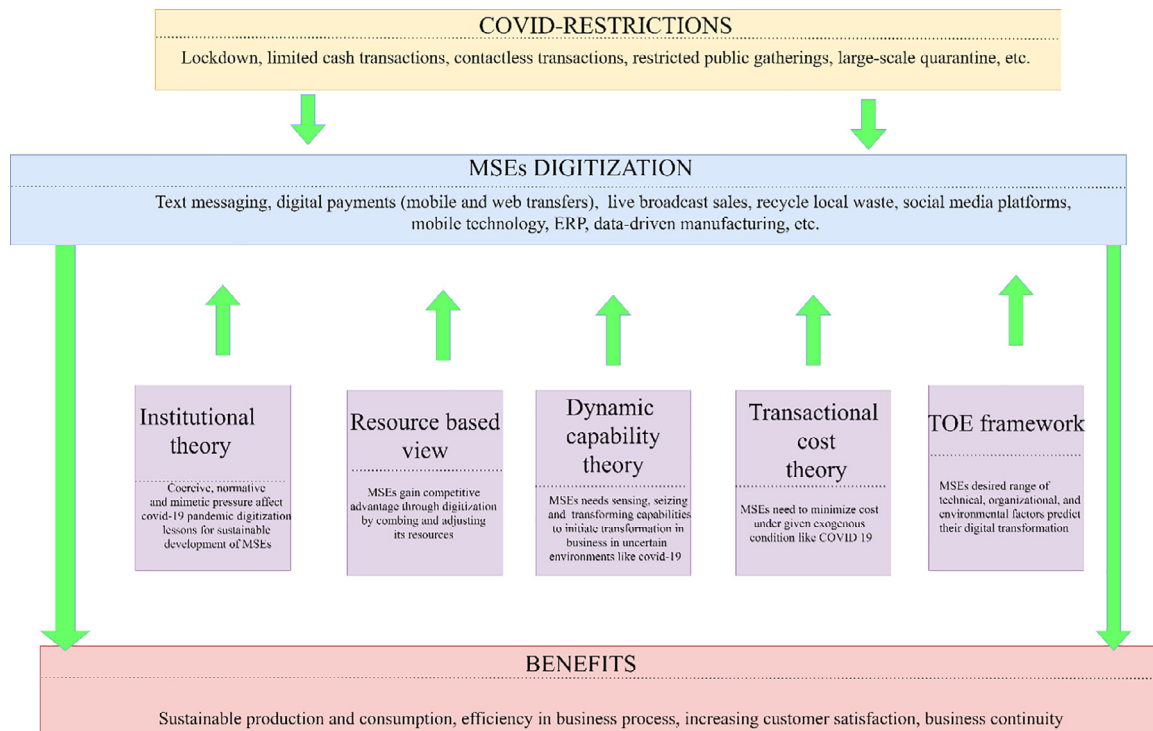 COVID-RESTRICTIONS
Lockdown, limited cash transactions, contactless transactions, restricted public gatherings, large-scale quarantine, etc.
MSEs DIGITIZATION
Text messaging, digital payments (mobile and web transfers), live broadcast sales, recycle local waste, social media platforms,
mobile technology, ERP, data-driven manufacturing, etc.
Institutional
theory
Coercive, normative
and mimetic pressure affect
covid-19 pandemic digitization
lessons for sustainable
development of MSEs
Resource based
view
MSEs gain competitive
advantage through digitization
by combing and adjusting
its resources
Dynamic
capability
theory
MSEs needs sensing, seizing
and transforming capabilities
to initiate transformation in
business in uncertain
environments like covid-19
Transactional
cost
theory
MSEs need to minimize cost
under given exogenous
condition like COVID 19
TOE framework
MSEs desired range of
technical, organizational, and
environmental factors predict
their digital transformation
BENEFITS
Sustainable production and consumption, efficiency in business process, increasing customer satisfaction, business continuity